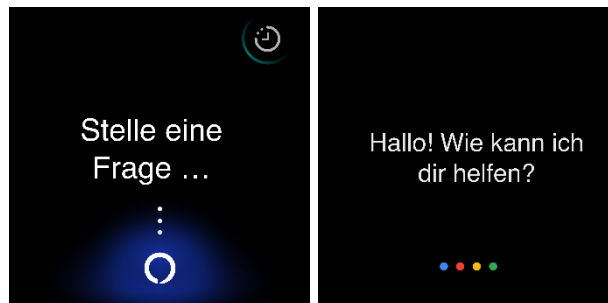 Stelle eine
Frage …
Hallo! Wie kann ich
dir helfen?